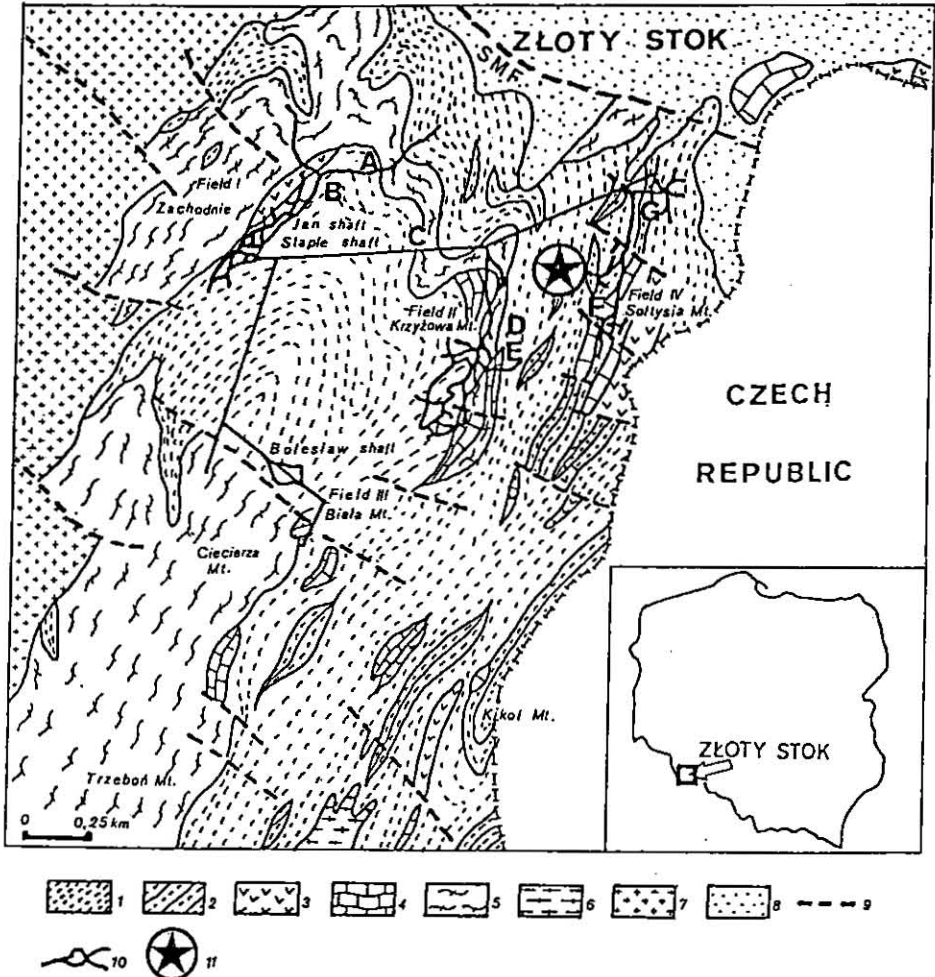 ZŁOTY STOK
SMF
A
Field I
Zachodnie
B
Jan shaft
Staple shaft
C
G
Field II
Krzyżowa Mt.
D
E
F
Field IV
Sołtysia Mt.
CZECH
REPUBLIC
Bolesław shaft
Field III
Biała Mt.
Ciecierza
Mt.
Kikoł Mt.
Trzeboń Mt.
0 0,25 km
ZŁOTY STOK
1 2 3 4 5 6 7 8 9
10 11